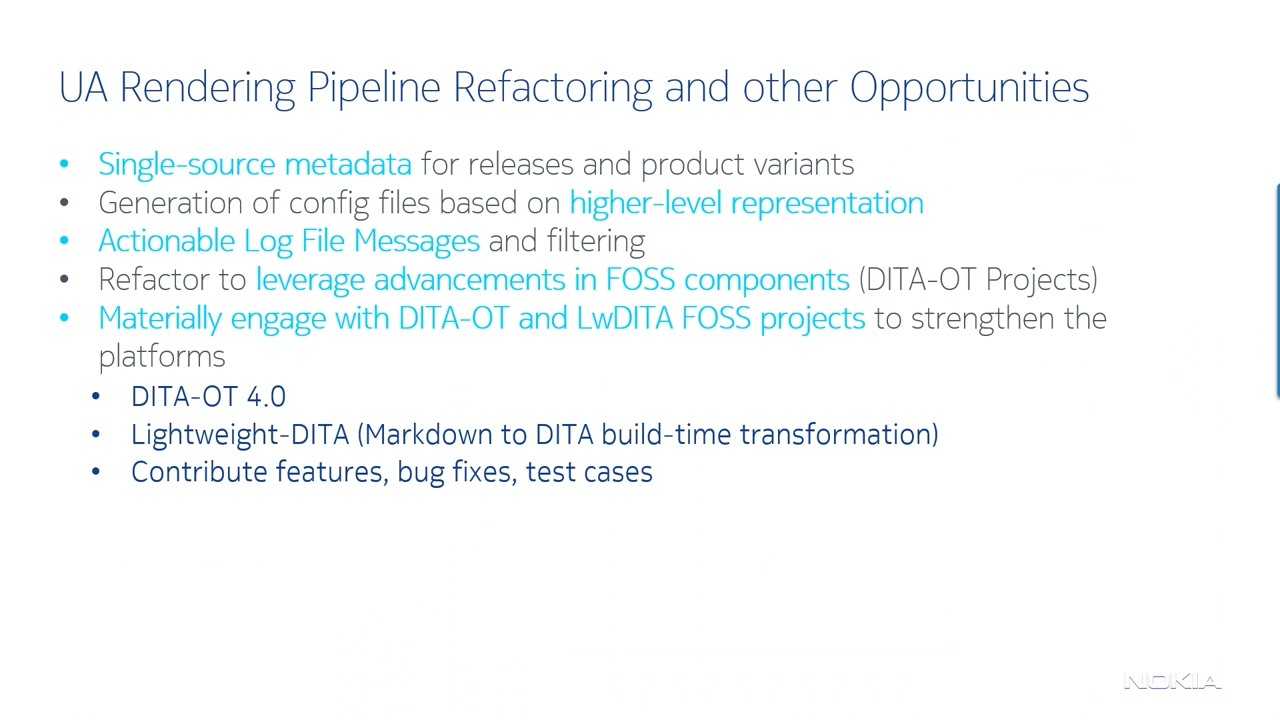 UA Rendering Pipeline Refactoring and other Opportunities
• Single-source metadata for releases and product variants
• Generation of config files based on higher-level representation
• Actionable Log File Messages and filtering
• Refactor to leverage advancements in FOSS components (DITA-OT Projects)
• Materially engage with DITA-OT and LwDITA FOSS projects to strengthen the
platforms
• DITA-OT 4.0
• Lightweight-DITA (Markdown to DITA build-time transformation)
• Contribute features, bug fixes, test cases
NOKIA